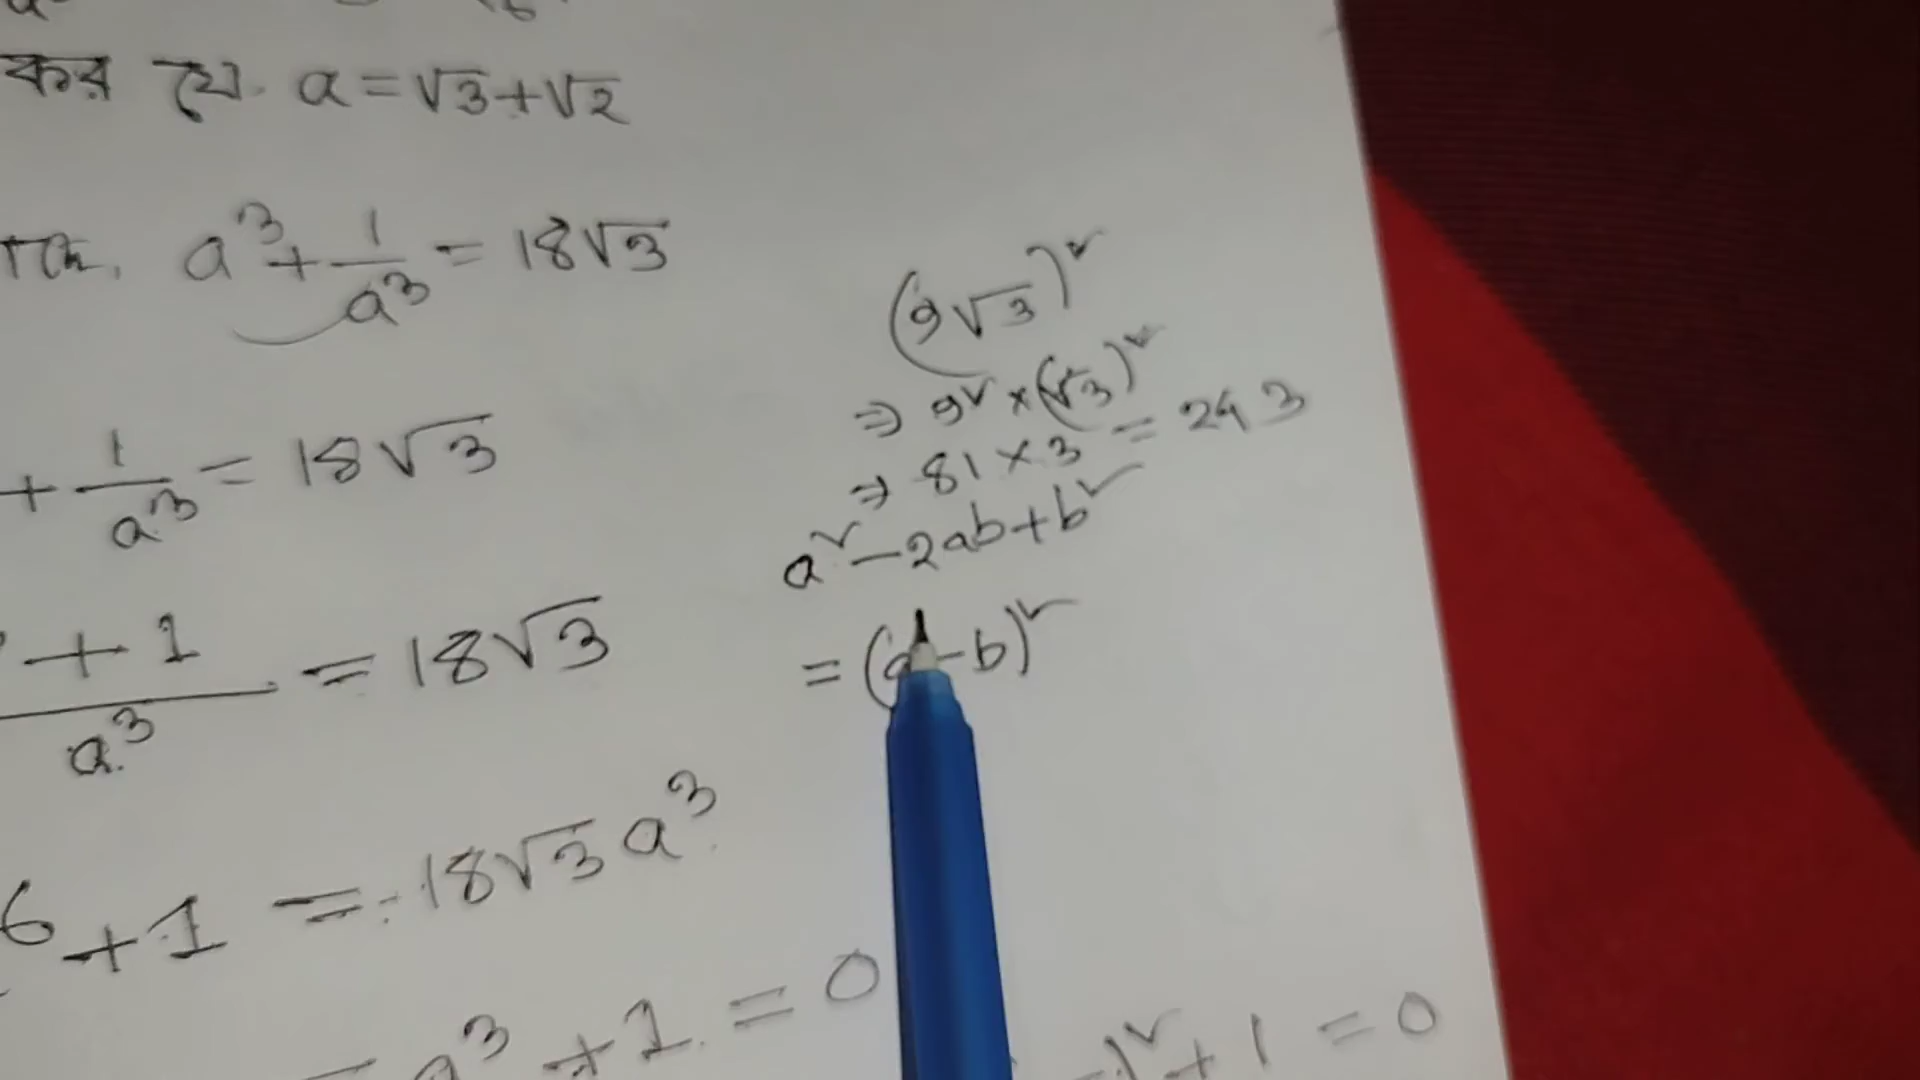 কর যে. a = √3+√2
a³ + 1/a³ = 18√3
+ 1/a³ = 18√3
+ 1 / a³ = 18√3
6 + 1 = 18√3 a³
a³ + 1 = 0
(9√3)²
⇒ 9² × (√3)²
⇒ 81 × 3 = 243
a² - 2ab + b²
= (a - b)²
)² + 1 = 0